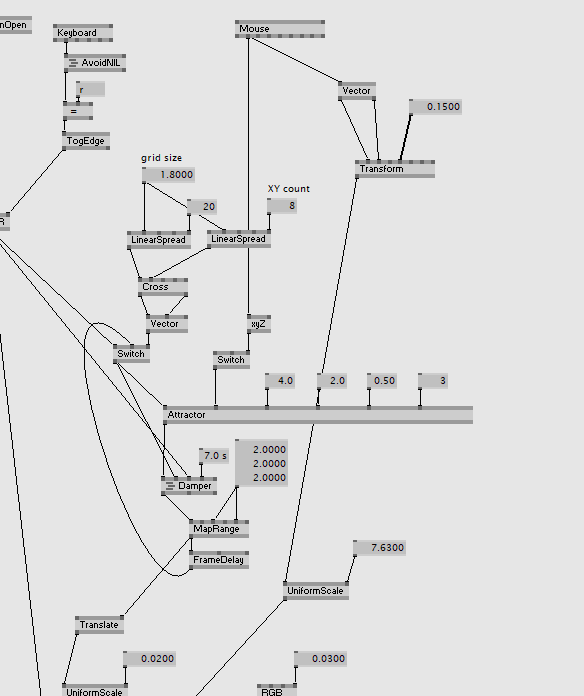 nOpen
Keyboard
Mouse
AvoidNIL
r
Vector
=
0.1500
TogEdge
grid size
Transform
1.8000
XY count
20
8
R
LinearSpread
LinearSpread
Cross
Vector
xyZ
Switch
Switch
4.0
2.0
0.50
3
Attractor
7.0 s
2.0000
2.0000
2.0000
Damper
MapRange
7.6300
FrameDelay
UniformScale
Translate
0.0200
0.0300
UniformScale
RGB